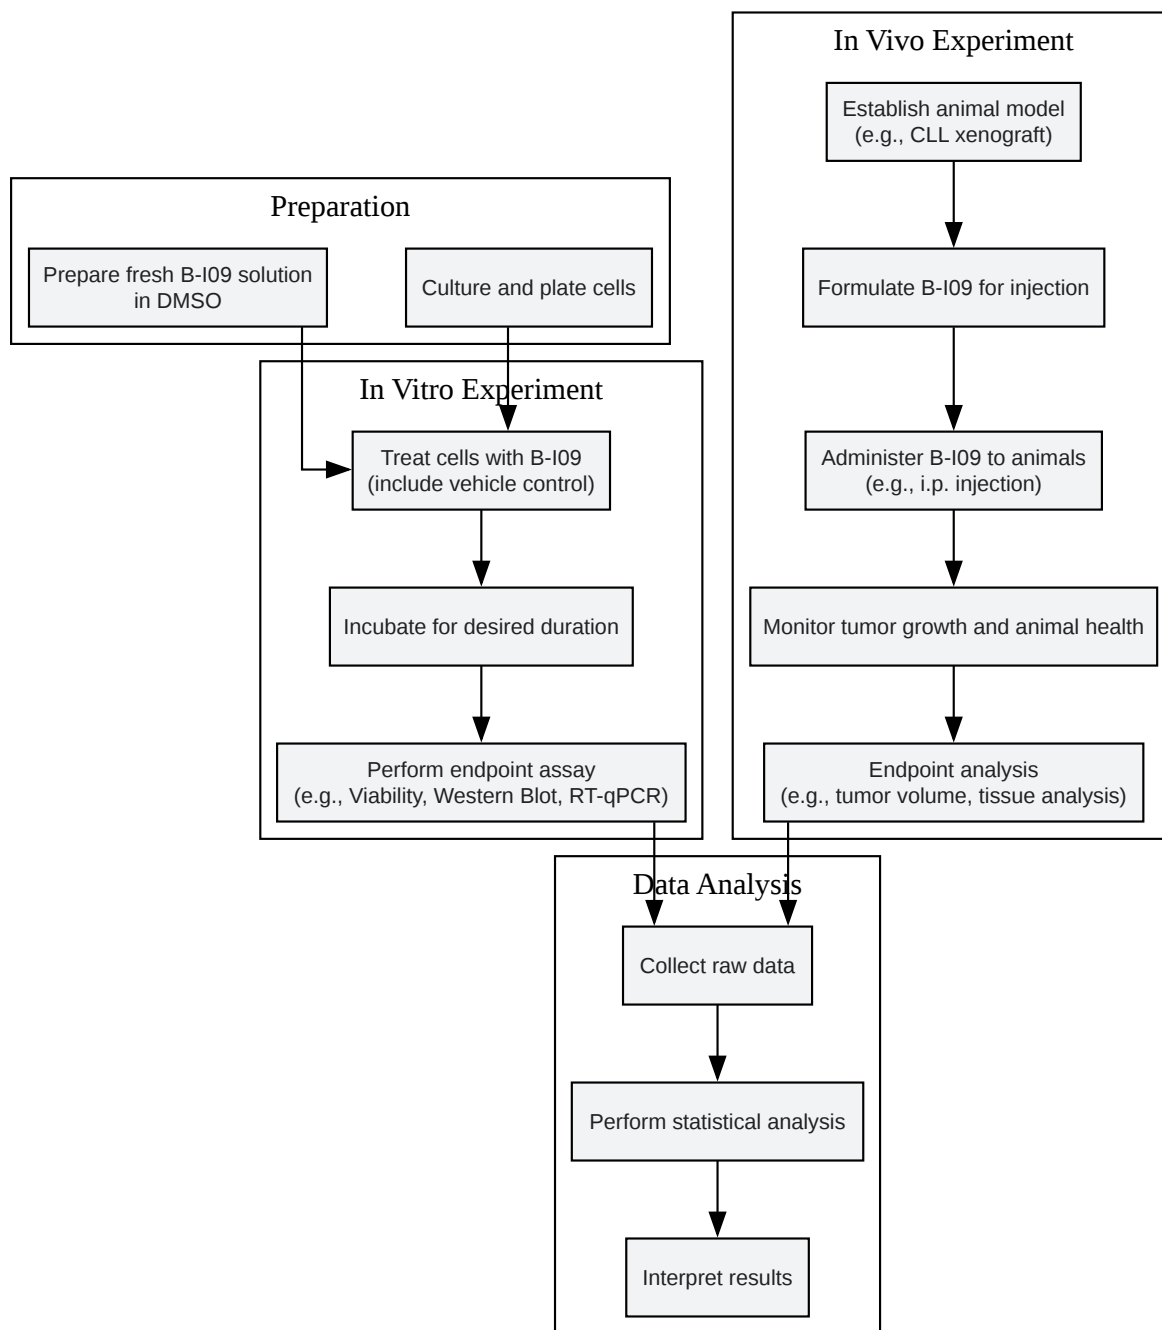 Preparation
Prepare fresh B-I09 solution
in DMSO
Culture and plate cells
In Vitro Experiment
Treat cells with B-I09
(include vehicle control)
Incubate for desired duration
Perform endpoint assay
(e.g., Viability, Western Blot, RT-qPCR)
In Vivo Experiment
Establish animal model
(e.g., CLL xenograft)
Formulate B-I09 for injection
Administer B-I09 to animals
(e.g., i.p. injection)
Monitor tumor growth and animal health
Endpoint analysis
(e.g., tumor volume, tissue analysis)
Data Analysis
Collect raw data
Perform statistical analysis
Interpret results